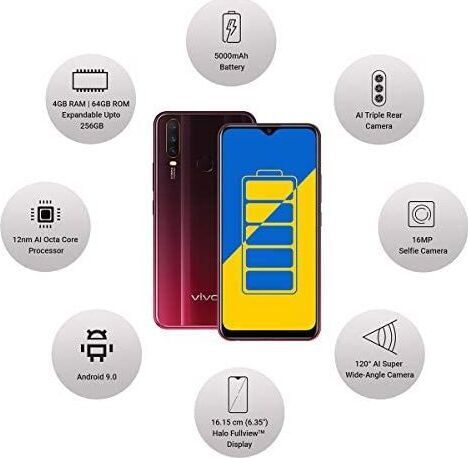 5000mAh
Battery
4GB RAM | 64GB ROM
Expandable Upto
256GB
AI Triple Rear
Camera
12nm AI Octa Core
Processor
16MP
Selfie Camera
vivo
Android 9.0
120° AI Super
Wide-Angle Camera
16.15 cm (6.35")
Halo Fullview™
Display